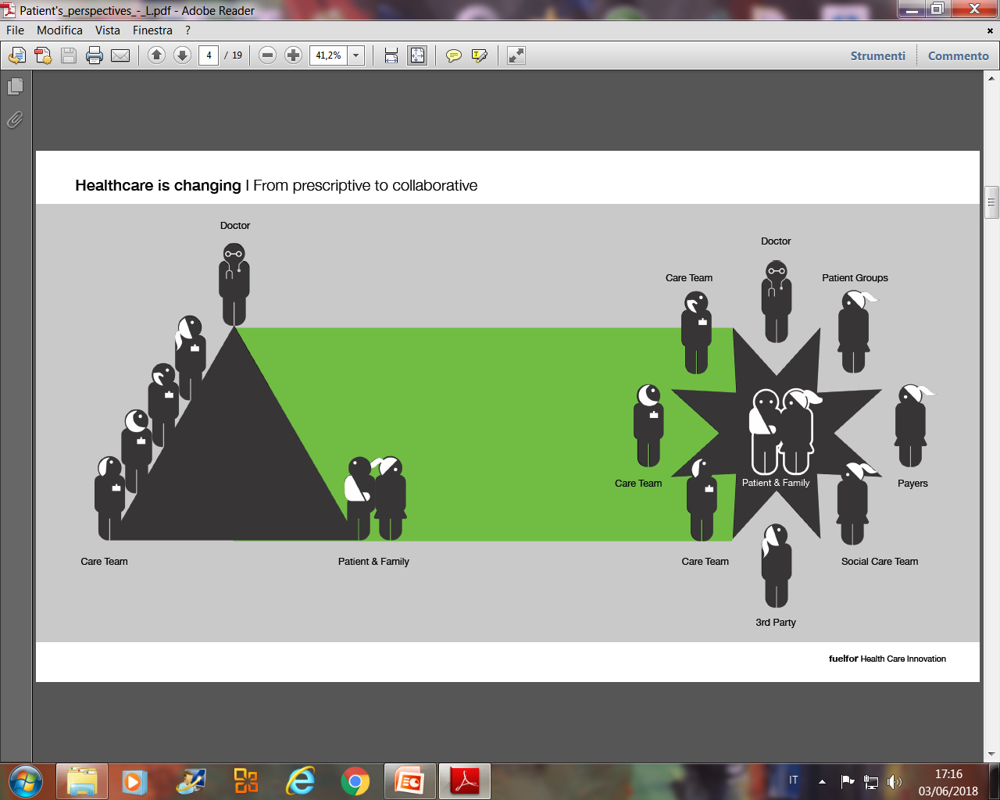 Patient's_perspectives_-_L.pdf - Adobe Reader
File Modifica Vista Finestra ?
4 / 19 41,2% Strumenti Commento
Healthcare is changing | From prescriptive to collaborative
Doctor
Care Team
Patient & Family
Doctor
Care Team
Patient Groups
Care Team
Patient & Family
Payers
Care Team
Social Care Team
3rd Party
fuelfor Health Care Innovation
IT
17:16
03/06/2018